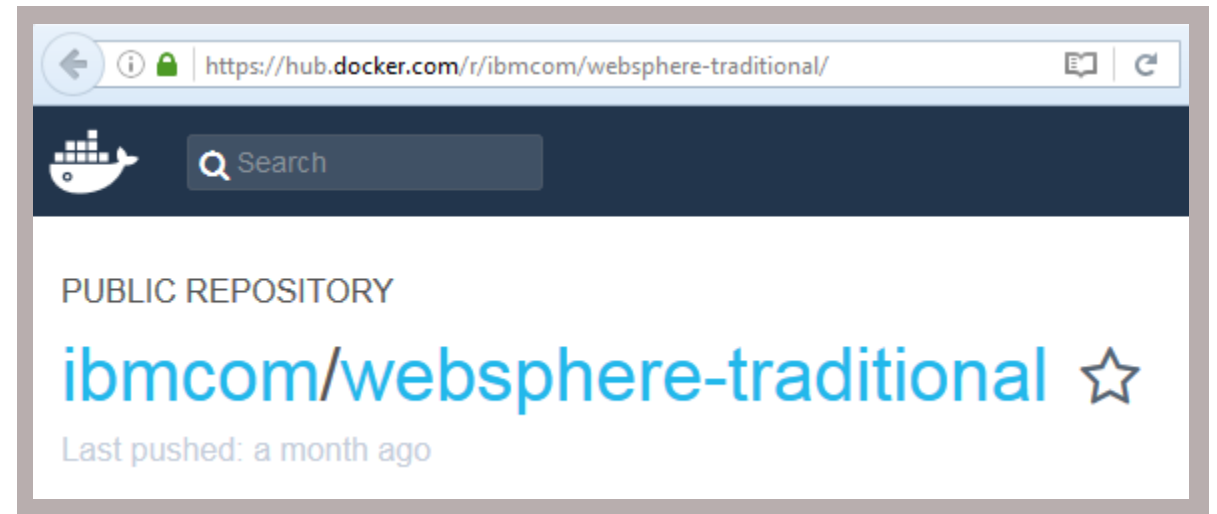 https://hub.docker.com/r/ibmcom/websphere-traditional/
Search
PUBLIC REPOSITORY
ibmcom/websphere-traditional
Last pushed: a month ago